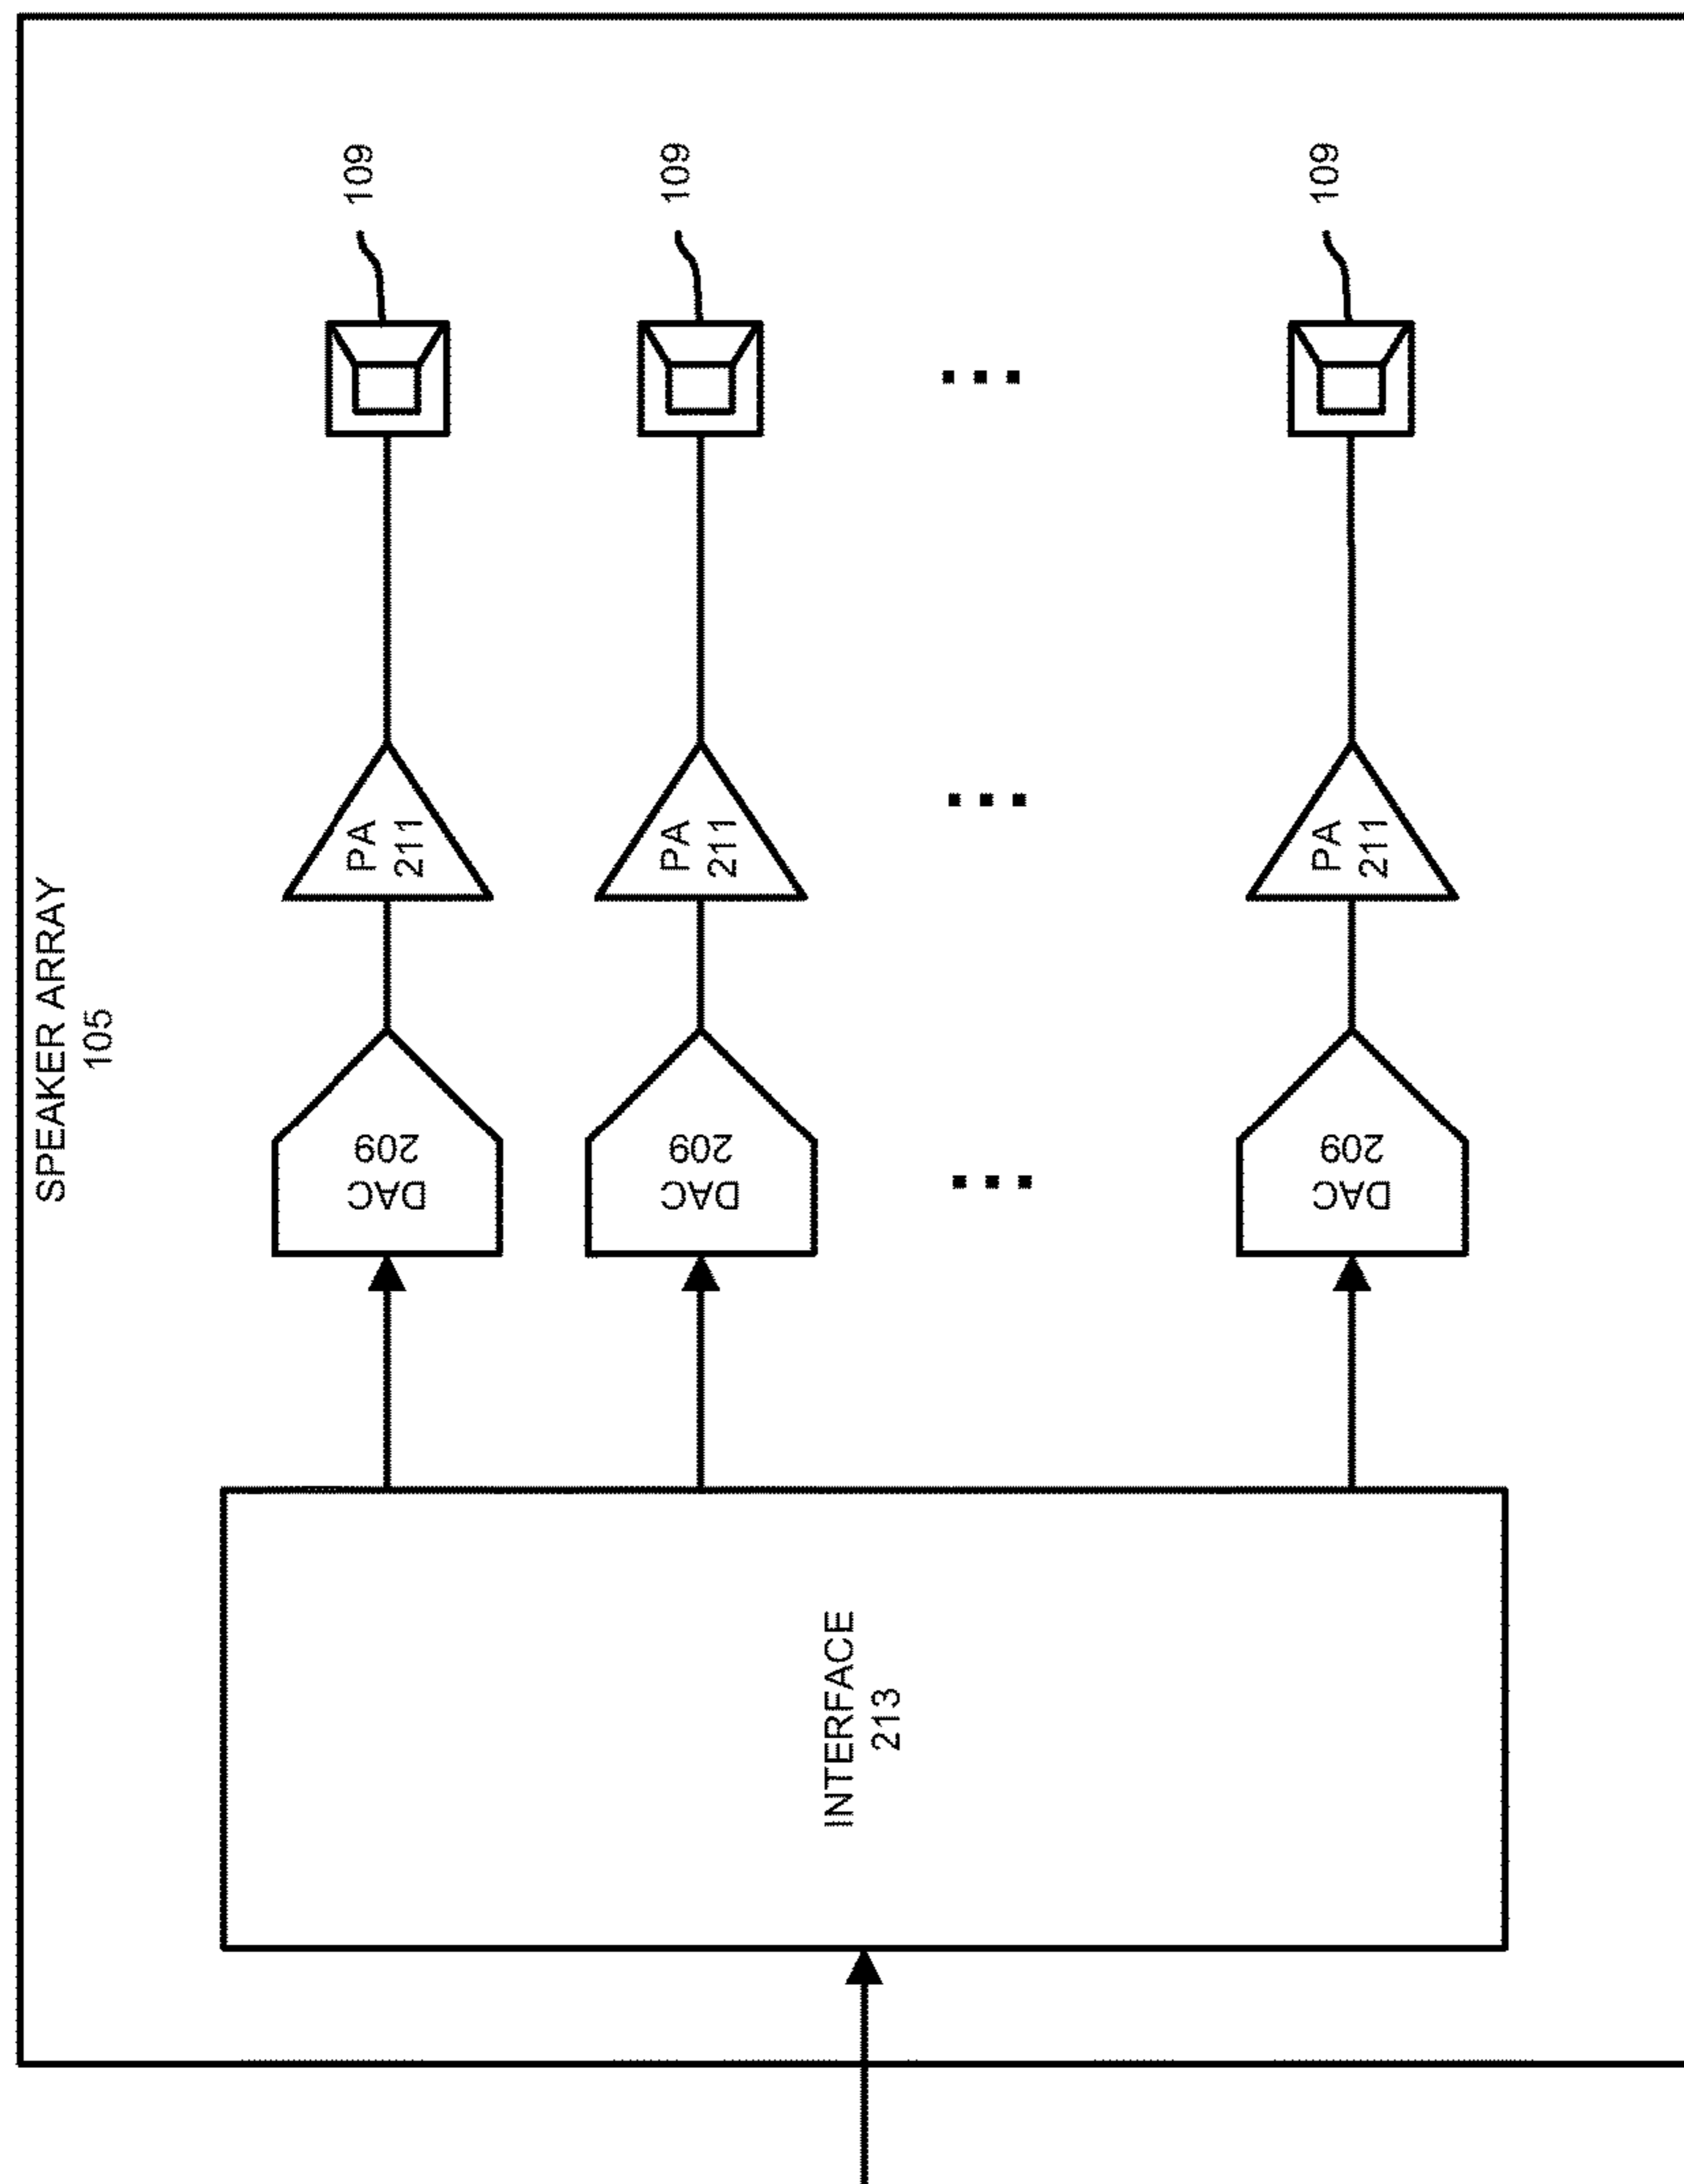 SPEAKER ARRAY
105
109
109
109
PA
211
PA
211
PA
211
209
DAC
209
DAC
209
DAC
INTERFACE
213